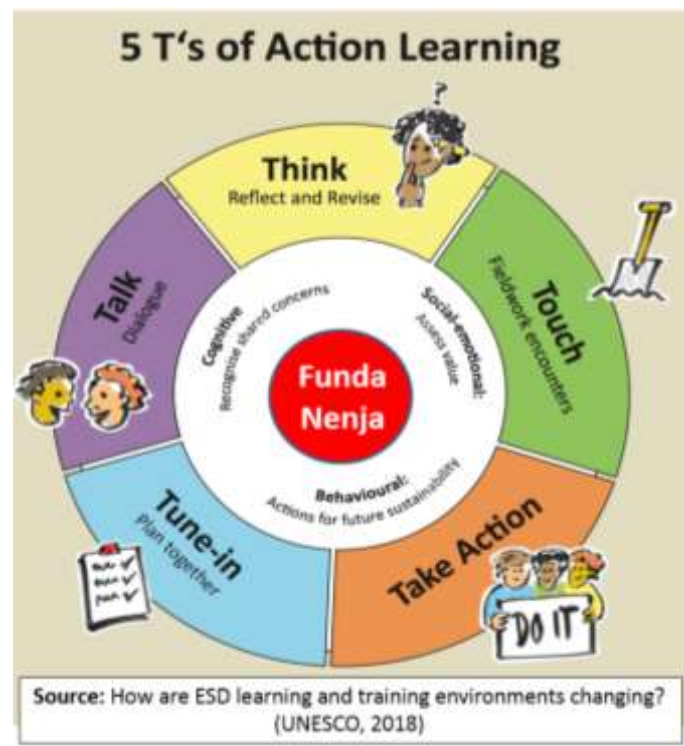 5 T's of Action Learning
?
Think
Reflect and Revise
Touch
Fieldwork encounters
Take Action
DO IT
Tune-in
Plan together
Talk
Dialogue
Cognitive
Recognise shared concerns
Social-emotional:
Assess value
Behavioural:
Actions for future sustainability
Funda
Nenja
Source: How are ESD learning and training environments changing?
(UNESCO, 2018)